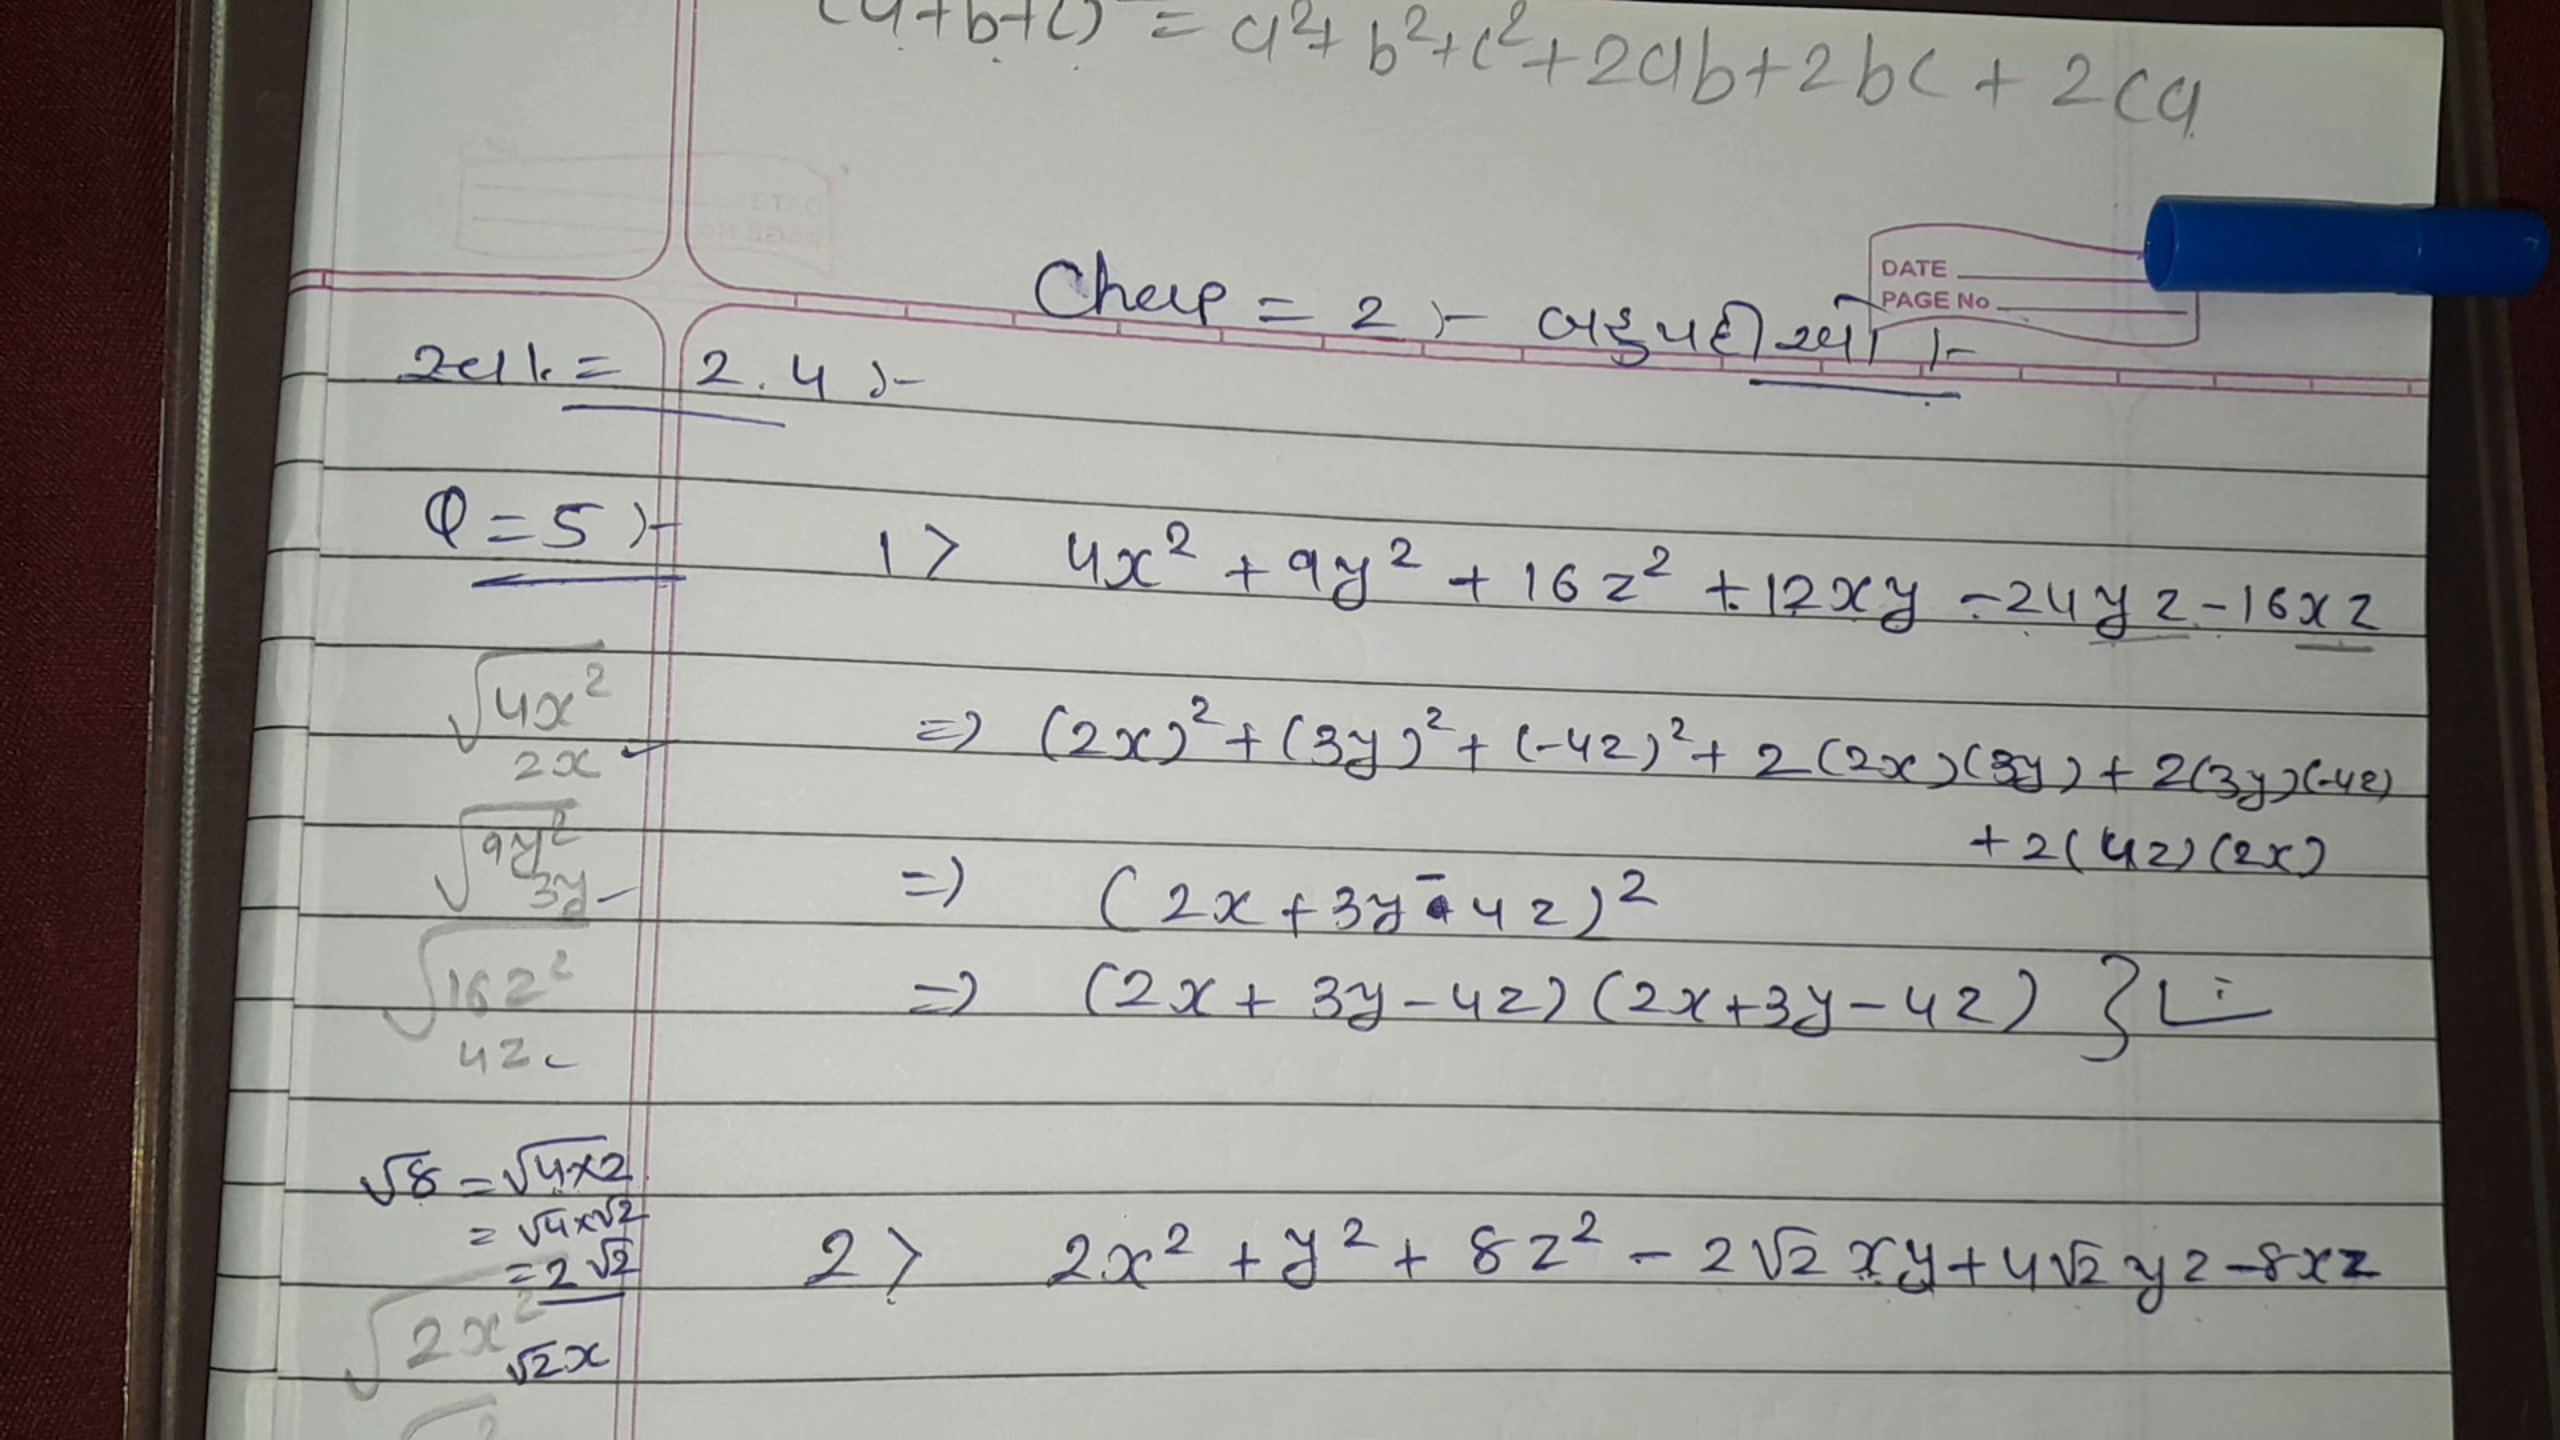 (a+b+c)² = a²+b²+c²+2ab+2bc+2ca
DATE
PAGE No
Chap = 2 :- બહુપદીઓ :-
સ્વા. = 2.4 :-
Q = 5 :- 1> 4x² + 9y² + 16z² + 12xy - 24yz - 16xz
√4x²
2x
⇒ (2x)² + (3y)² + (-4z)² + 2(2x)(3y) + 2(3y)(-4z)
+ 2(4z)(2x)
√9y²
3y
⇒ (2x + 3y - 4z)²
√16z²
4z
⇒ (2x + 3y - 4z)(2x + 3y - 4z)
√8 = √4x2
= √4x√2
= 2√2
2> 2x² + y² + 8z² - 2√2 xy + 4√2 yz - 8xz
√2x²
√2x